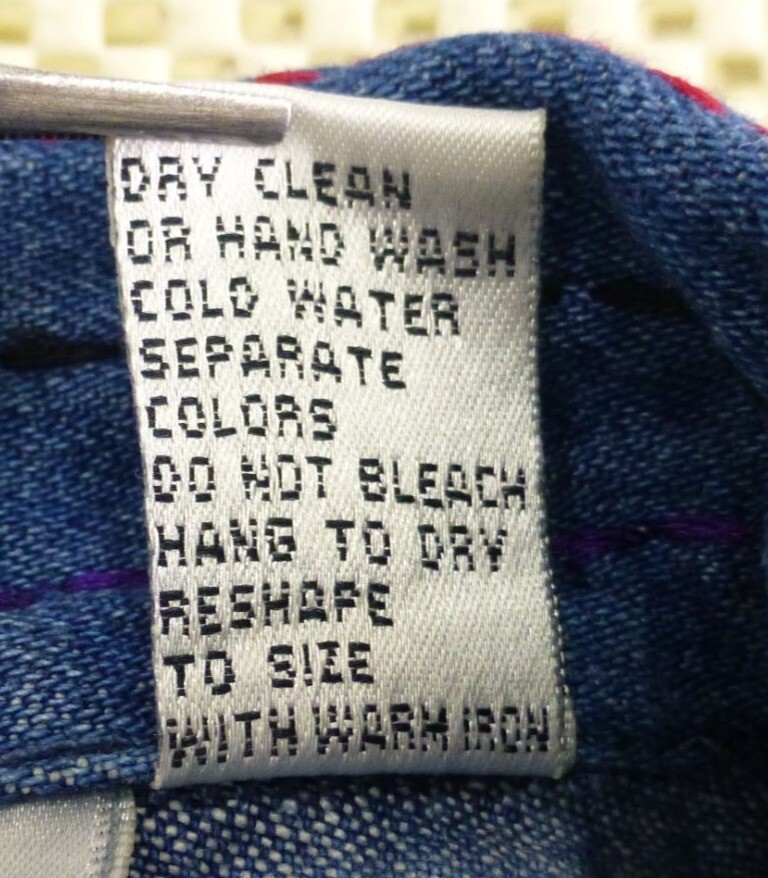 DRY CLEAN
OR HAND WASH
COLD WATER
SEPARATE
COLORS
DO NOT BLEACH
HANG TO DRY
RESHAPE
TO SIZE
WITH WARM IRON